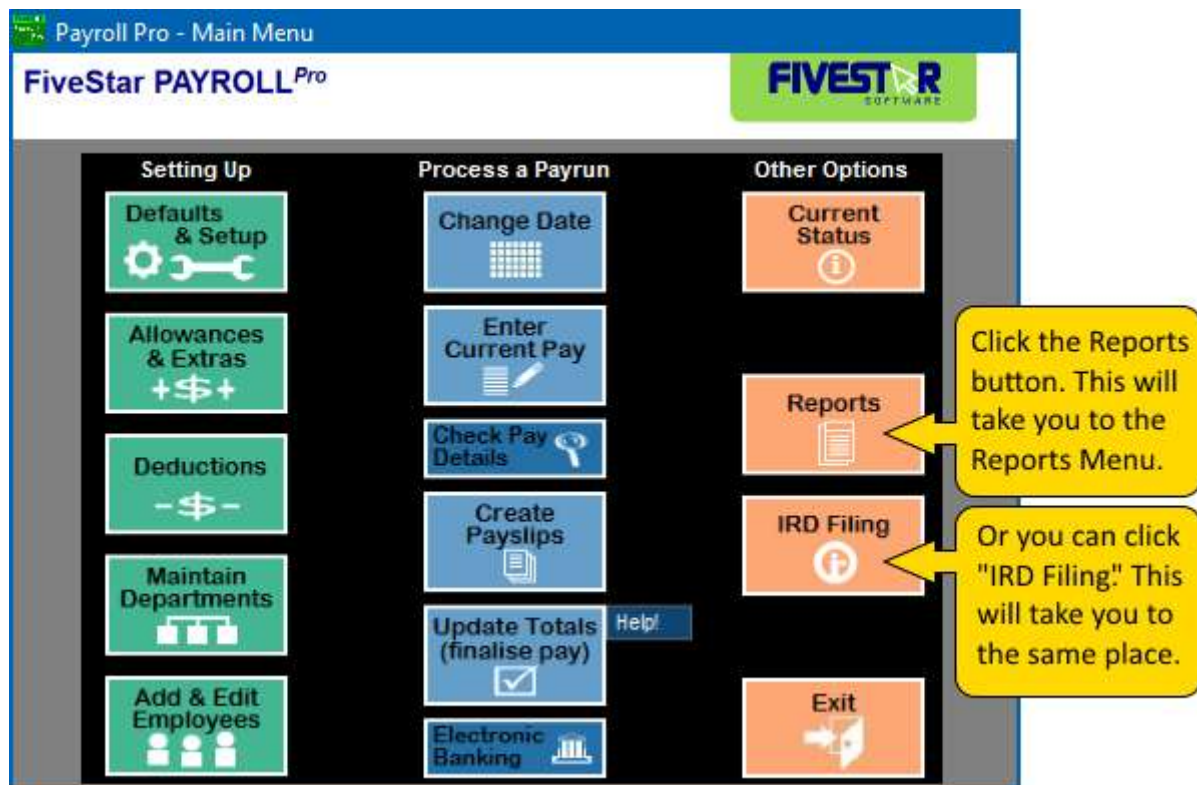 Payroll Pro - Main Menu
FiveStar PAYROLL Pro
FIVESTAR
SOFTWARE
Setting Up
Defaults
& Setup
Allowances
& Extras
+$+
Deductions
-$-
Maintain
Departments
Add & Edit
Employees
Process a Payrun
Change Date
Enter
Current Pay
Check Pay
Details
Create
Payslips
Update Totals
(finalise pay)
Help!
Electronic
Banking
Other Options
Current
Status
Reports
IRD Filing
Exit
Click the Reports
button. This will
take you to the
Reports Menu.
Or you can click
"IRD Filing." This
will take you to
the same place.